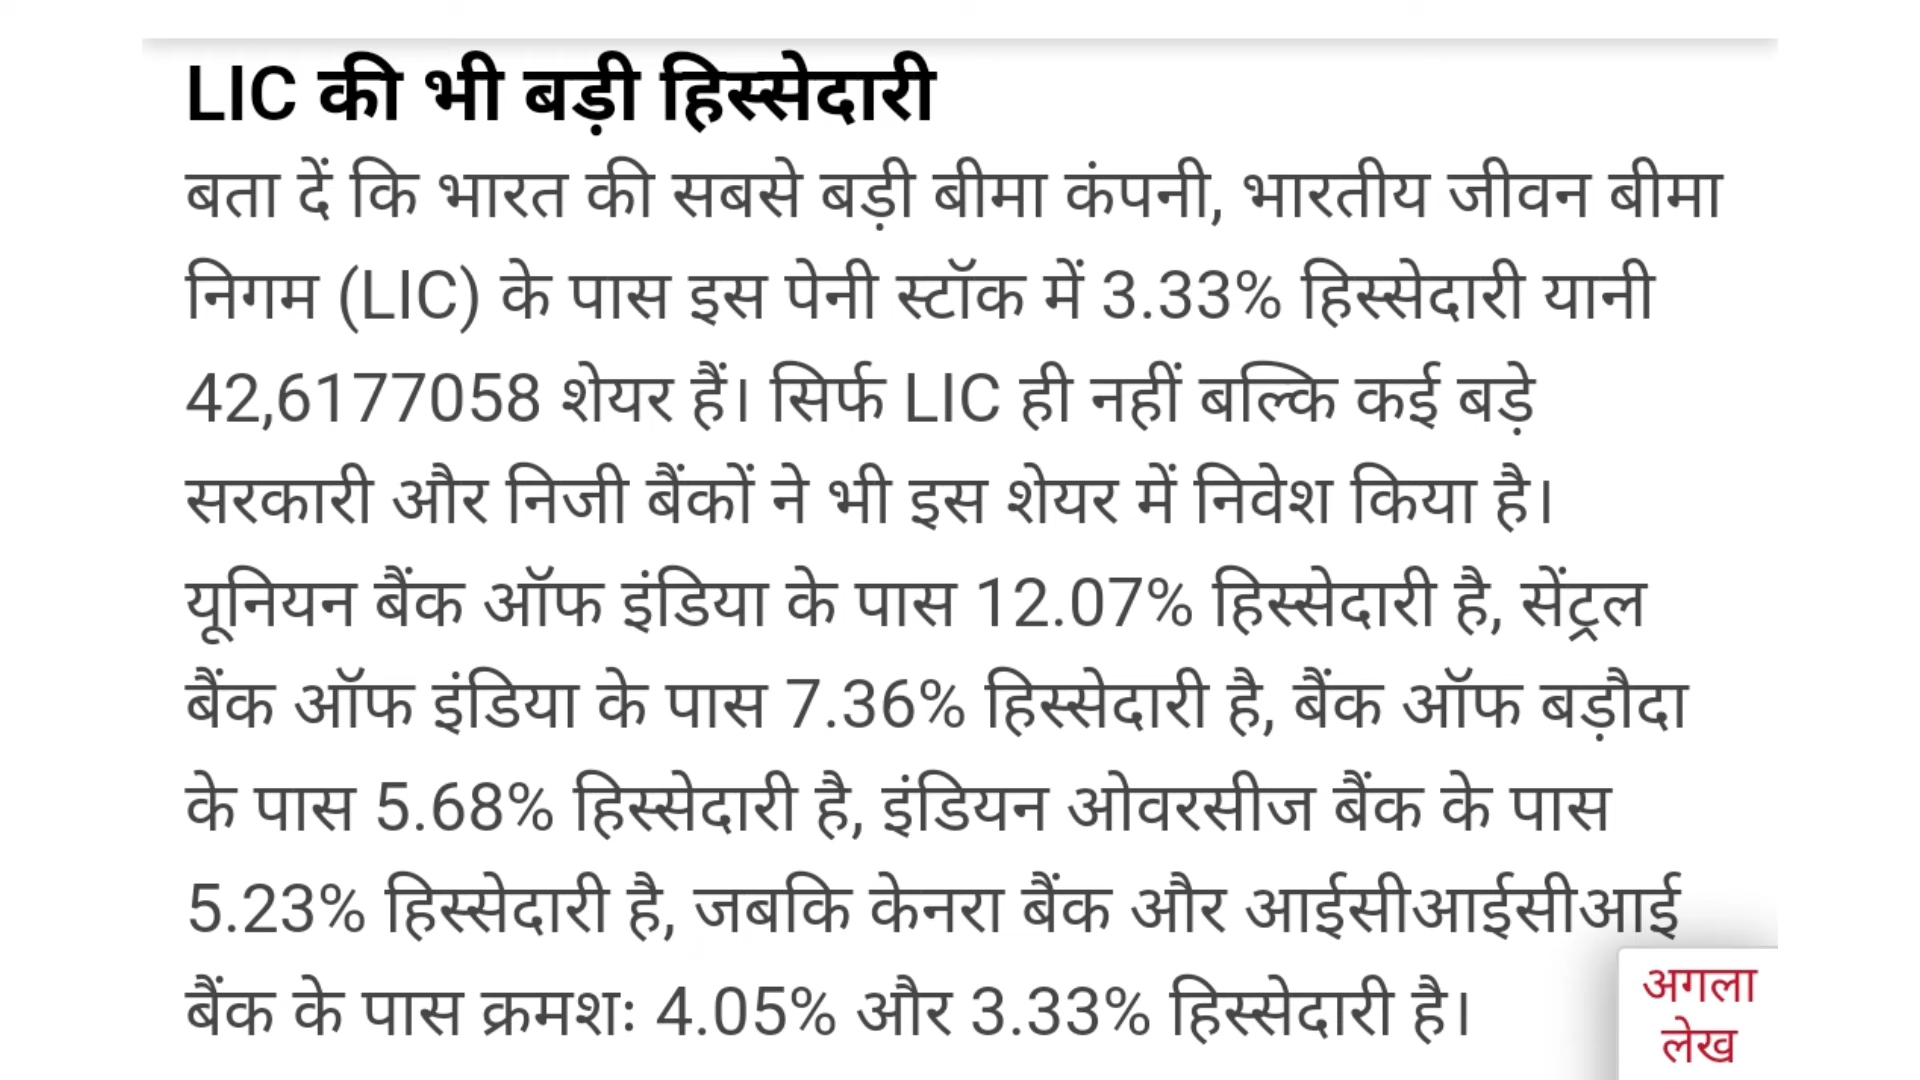 LIC की भी बड़ी हिस्सेदारी
बता दें कि भारत की सबसे बड़ी बीमा कंपनी, भारतीय जीवन बीमा
निगम (LIC) के पास इस पेनी स्टॉक में 3.33% हिस्सेदारी यानी
42,6177058 शेयर हैं। सिर्फ LIC ही नहीं बल्कि कई बड़े
सरकारी और निजी बैंकों ने भी इस शेयर में निवेश किया है।
यूनियन बैंक ऑफ इंडिया के पास 12.07% हिस्सेदारी है, सेंट्रल
बैंक ऑफ इंडिया के पास 7.36% हिस्सेदारी है, बैंक ऑफ बड़ौदा
के पास 5.68% हिस्सेदारी है, इंडियन ओवरसीज बैंक के पास
5.23% हिस्सेदारी है, जबकि केनरा बैंक और आईसीआईसीआई
बैंक के पास क्रमशः 4.05% और 3.33% हिस्सेदारी है।
अगला
लेख